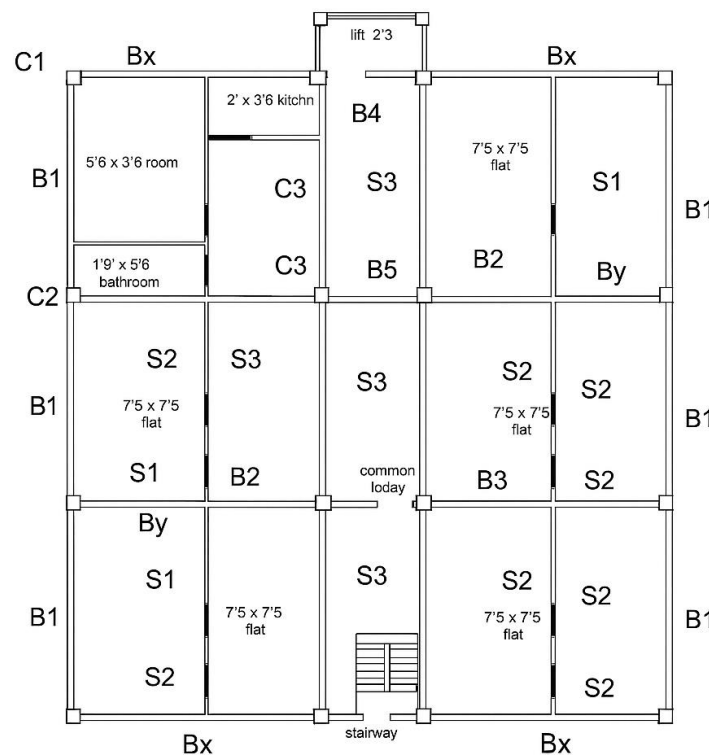 lift 2'3
C1
Bx
Bx
2' x 3'6 kitchn
B4
5'6 x 3'6 room
7'5 x 7'5
flat
B1
C3
S3
S1
B1
C3
B5
B2
By
1'9' x 5'6
bathroom
C2
S2
S3
S3
S2
S2
B1
7'5 x 7'5
flat
7'5 x 7'5
flat
B1
S1
B2
common
loday
B3
S2
By
S1
S3
S2
S2
B1
7'5 x 7'5
flat
7'5 x 7'5
flat
B1
S2
S2
stairway
Bx
Bx